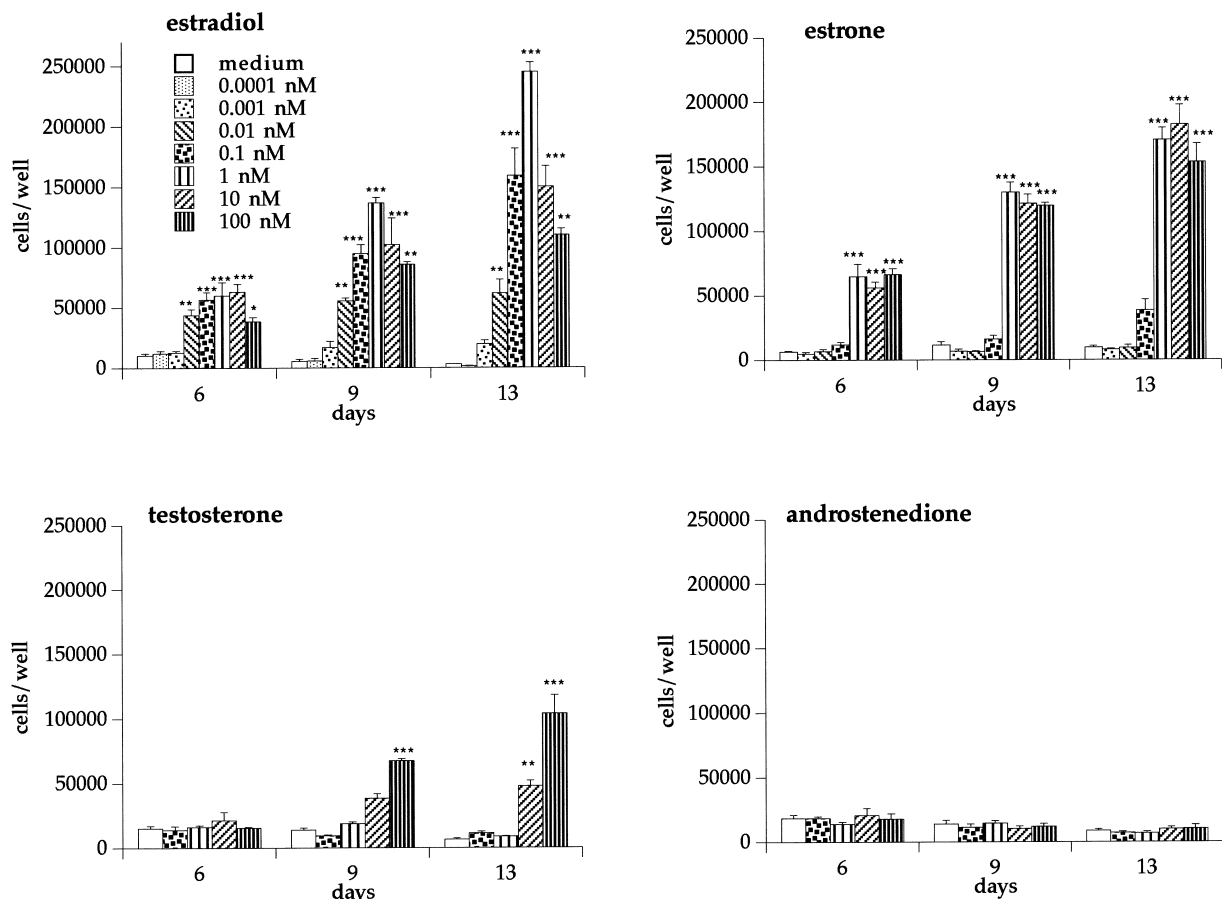 estradiol
medium
0.0001 nM
0.001 nM
0.01 nM
0.1 nM
1 nM
10 nM
100 nM
250000
200000
150000
100000
50000
0
cells/well
** *** *** *** *
** *** *** *** **
** *** *** *** **
6 9 13
days
estrone
250000
200000
150000
100000
50000
0
cells/well
*** *** ***
*** *** ***
*** *** ***
6 9 13
days
testosterone
250000
200000
150000
100000
50000
0
cells/well
***
** ***
6 9 13
days
androstenedione
250000
200000
150000
100000
50000
0
cells/well
6 9 13
days